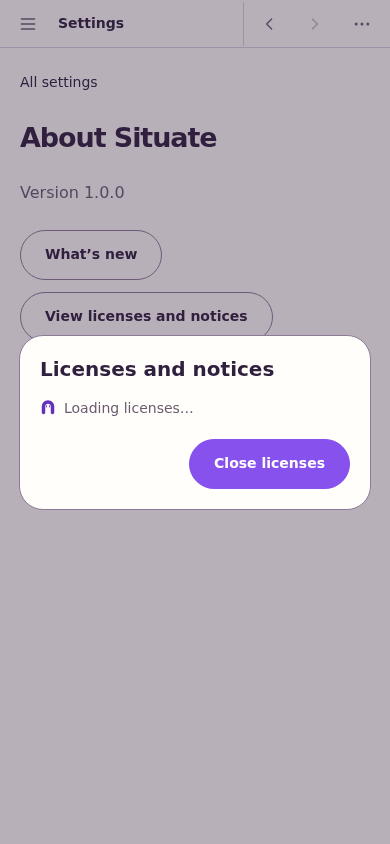 Settings
All settings
About Situate
Version 1.0.0
What’s new
View licenses and notices
Licenses and notices
Loading licenses…
Close licenses